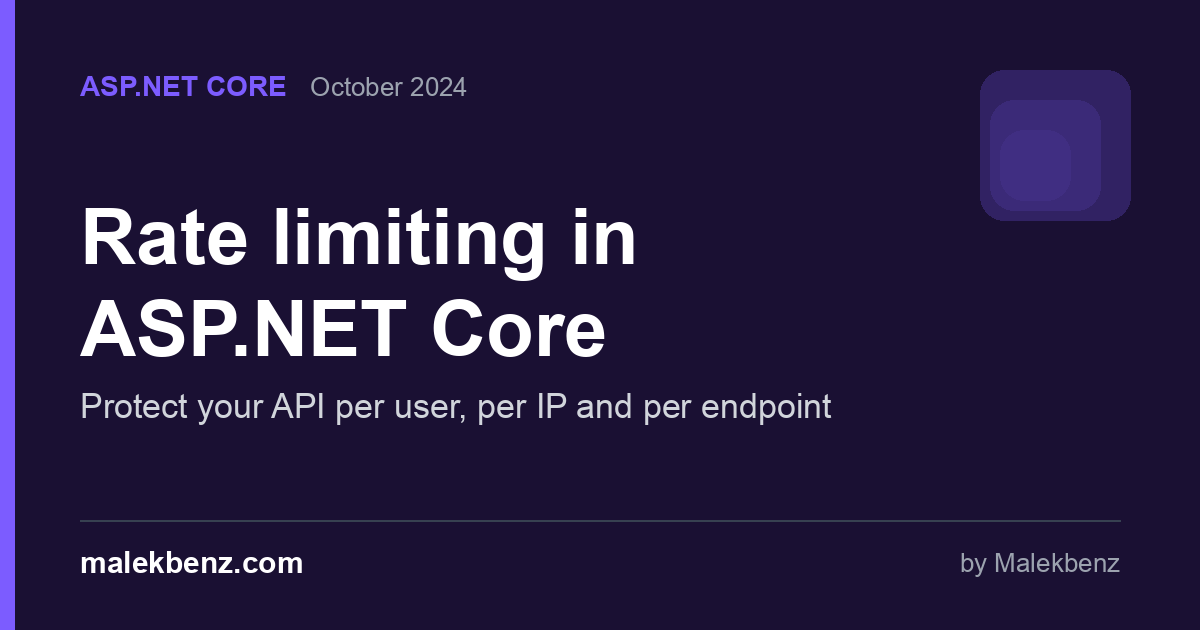 ASP.NET CORE October 2024
Rate limiting in
ASP.NET Core
Protect your API per user, per IP and per endpoint
malekbenz.com
by Malekbenz